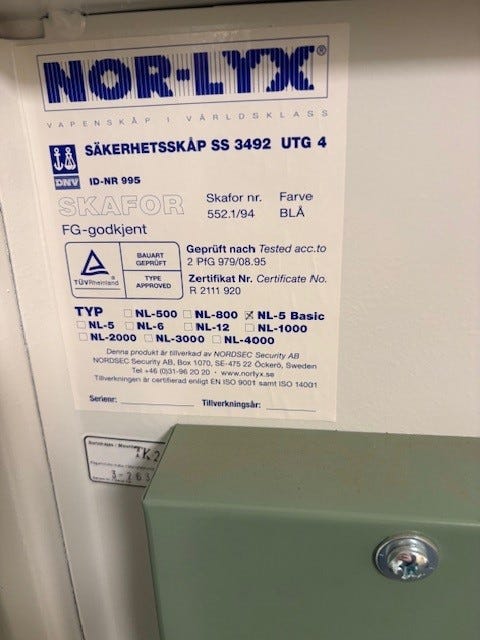 NOR-LYX®
VAPENSKÅP I VÄRLDSKLASS
SÄKERHETSSKÅP SS 3492 UTG 4
DNV
ID-NR 995
SKAFOR
Skafor nr. Farve
552.1/94 BLÅ
FG-godkjent
TÜVRheinland
BAUART
GEPRÜFT
TYPE
APPROVED
Geprüft nach Tested acc.to
2 PfG 979/08.95
Zertifikat Nr. Certificate No.
R 2111 920
TYP ☐ NL-500 ☐ NL-800 ☒ NL-5 Basic
☐ NL-5 ☐ NL-6 ☐ NL-12 ☐ NL-1000
☐ NL-2000 ☐ NL-3000 ☐ NL-4000
Denna produkt är tillverkad av NORDSEC Security AB
NORDSEC Security AB, Box 1070, SE-475 22 Öckerö, Sweden
Tel +46 (0)31-96 20 20 · www.norlyx.se
Tillverkningen är certifierad enligt EN ISO 9001 samt ISO 14001
Serienr: Tillverkningsår:
TK2
3-263